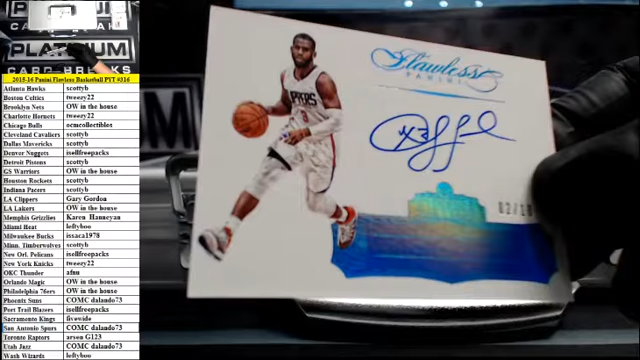 PLATINUM
CARD BREAKS
2015-16 Panini Flawless Basketball PYT #316
Atlanta Hawks scottyb
Boston Celtics tweezy22
Brooklyn Nets OW in the house
Charlotte Hornets tweezy22
Chicago Bulls ocmcollectibles
Cleveland Cavaliers scottyb
Dallas Mavericks scottyb
Denver Nuggets isellfreepacks
Detroit Pistons scottyb
GS Warriors OW in the house
Houston Rockets scottyb
Indiana Pacers scottyb
LA Clippers Gary Gordon
LA Lakers OW in the house
Memphis Grizzlies Karen Hanneyan
Miami Heat leftyboo
Milwaukee Bucks issaca1978
Minn. Timberwolves scottyb
New Orl. Pelicans isellfreepacks
New York Knicks tweezy22
OKC Thunder afnu
Orlando Magic OW in the house
Philadelphia 76ers OW in the house
Phoenix Suns COMC dalando73
Port Trail Blazers isellfreepacks
Sacramento Kings fivewide
San Antonio Spurs COMC dalando73
Toronto Raptors arsen G123
Utah Jazz COMC dalando73
Wash Wizards leftyboo
Flawless
PANINI
CLIPPERS
3